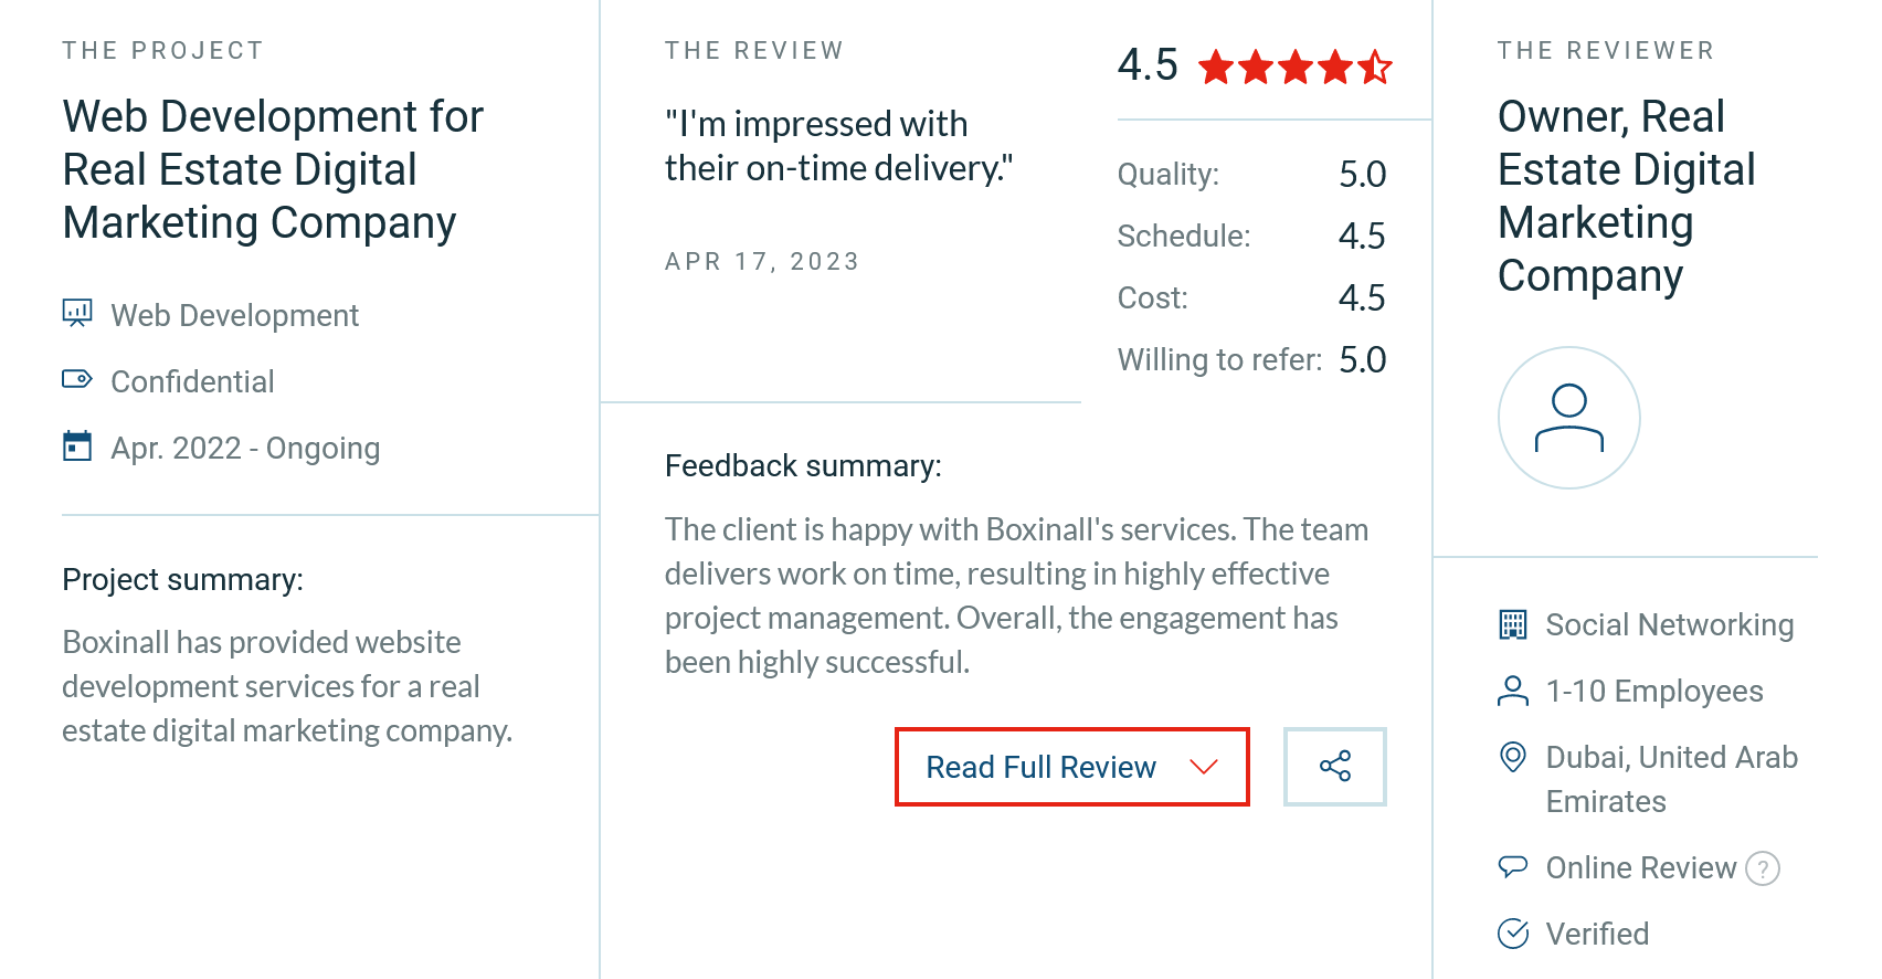 THE PROJECT
Web Development for
Real Estate Digital
Marketing Company
Web Development
Confidential
Apr. 2022 - Ongoing
Project summary:
Boxinall has provided website
development services for a real
estate digital marketing company.
THE REVIEW
"I'm impressed with
their on-time delivery."
APR 17, 2023
4.5
Quality: 5.0
Schedule: 4.5
Cost: 4.5
Willing to refer: 5.0
Feedback summary:
The client is happy with Boxinall's services. The team
delivers work on time, resulting in highly effective
project management. Overall, the engagement has
been highly successful.
Read Full Review
THE REVIEWER
Owner, Real
Estate Digital
Marketing
Company
Social Networking
1-10 Employees
Dubai, United Arab
Emirates
Online Review ?
Verified